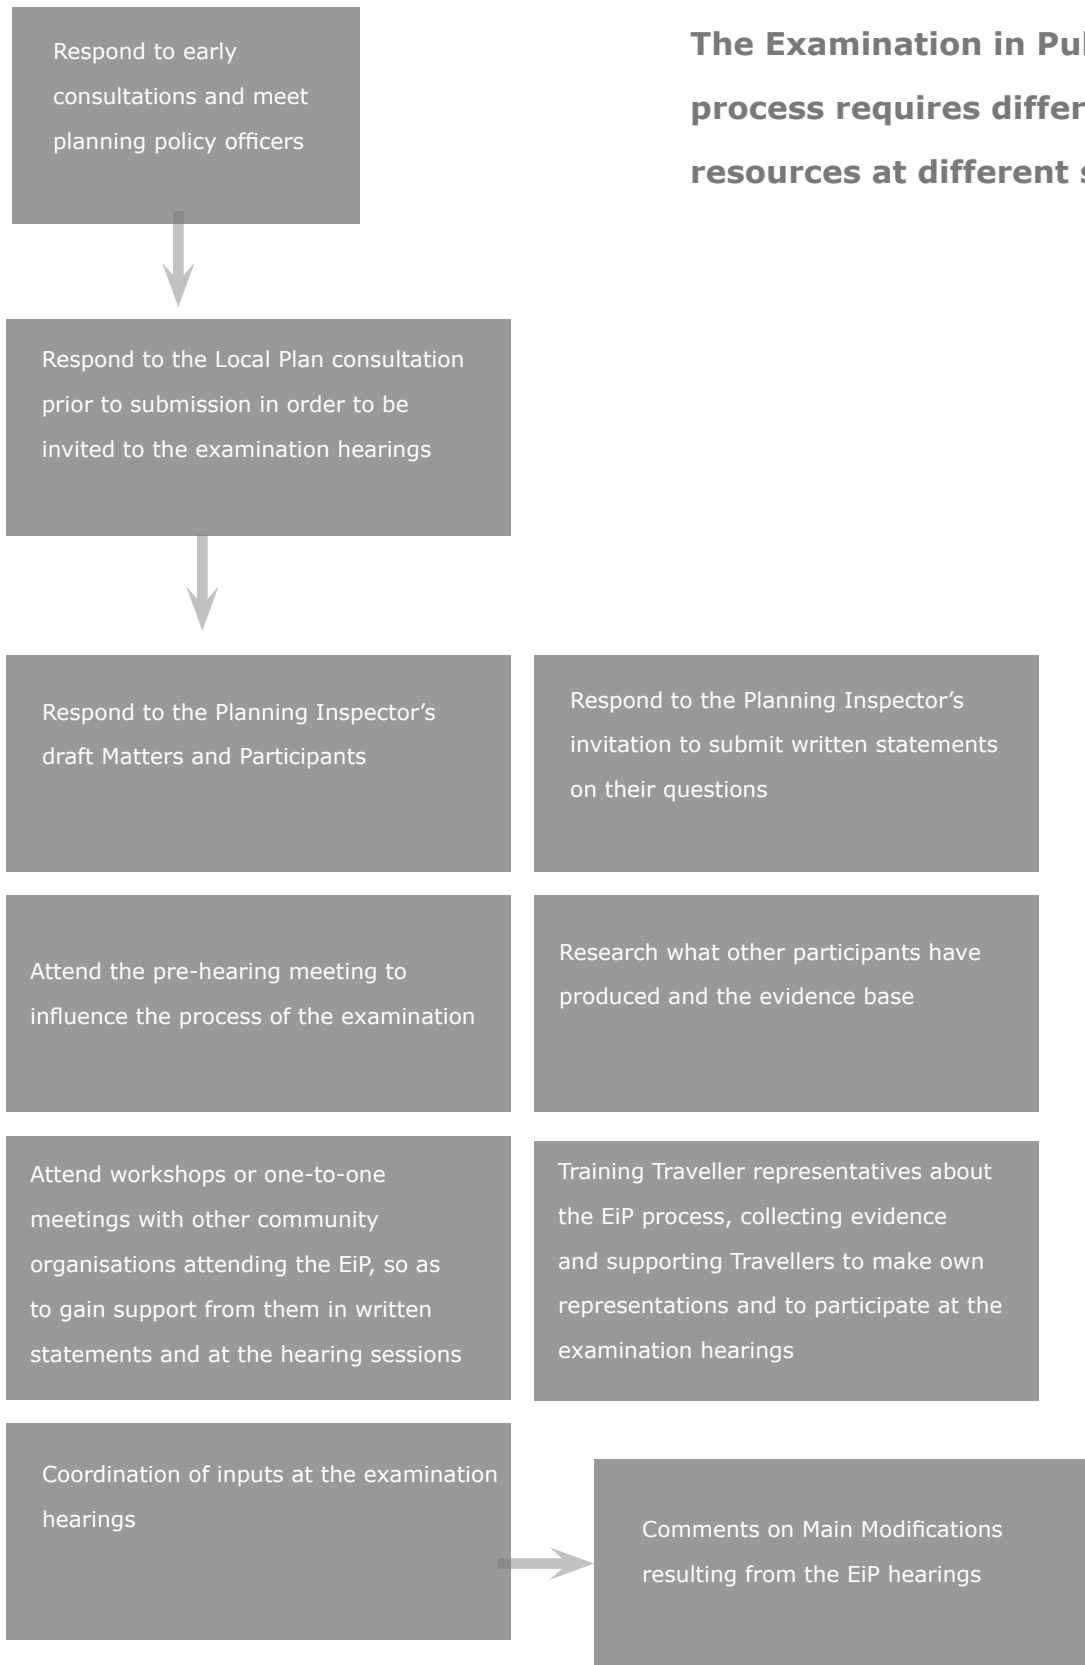 Respond to early
consultations and meet
planning policy officers
The Examination in
process requires
resources at different
Respond to the Local Plan consultation
prior to submission in order to be
invited to the examination hearings
Respond to the Planning Inspector’s
draft Matters and Participants
Respond to the Planning Inspector’s
invitation to submit written statements
on their questions
Attend the pre-hearing meeting to
influence the process of the examination
Research what other participants have
produced and the evidence base
Attend workshops or one-to-one
meetings with other community
organisations attending the EiP, so as
to gain support from them in written
statements and at the hearing sessions
Training Traveller representatives about
the EiP process, collecting evidence
and supporting Travellers to make own
representations and to participate at the
examination hearings
Coordination of inputs at the examination
hearings
Comments on Main Modifications
resulting from the EiP hearings